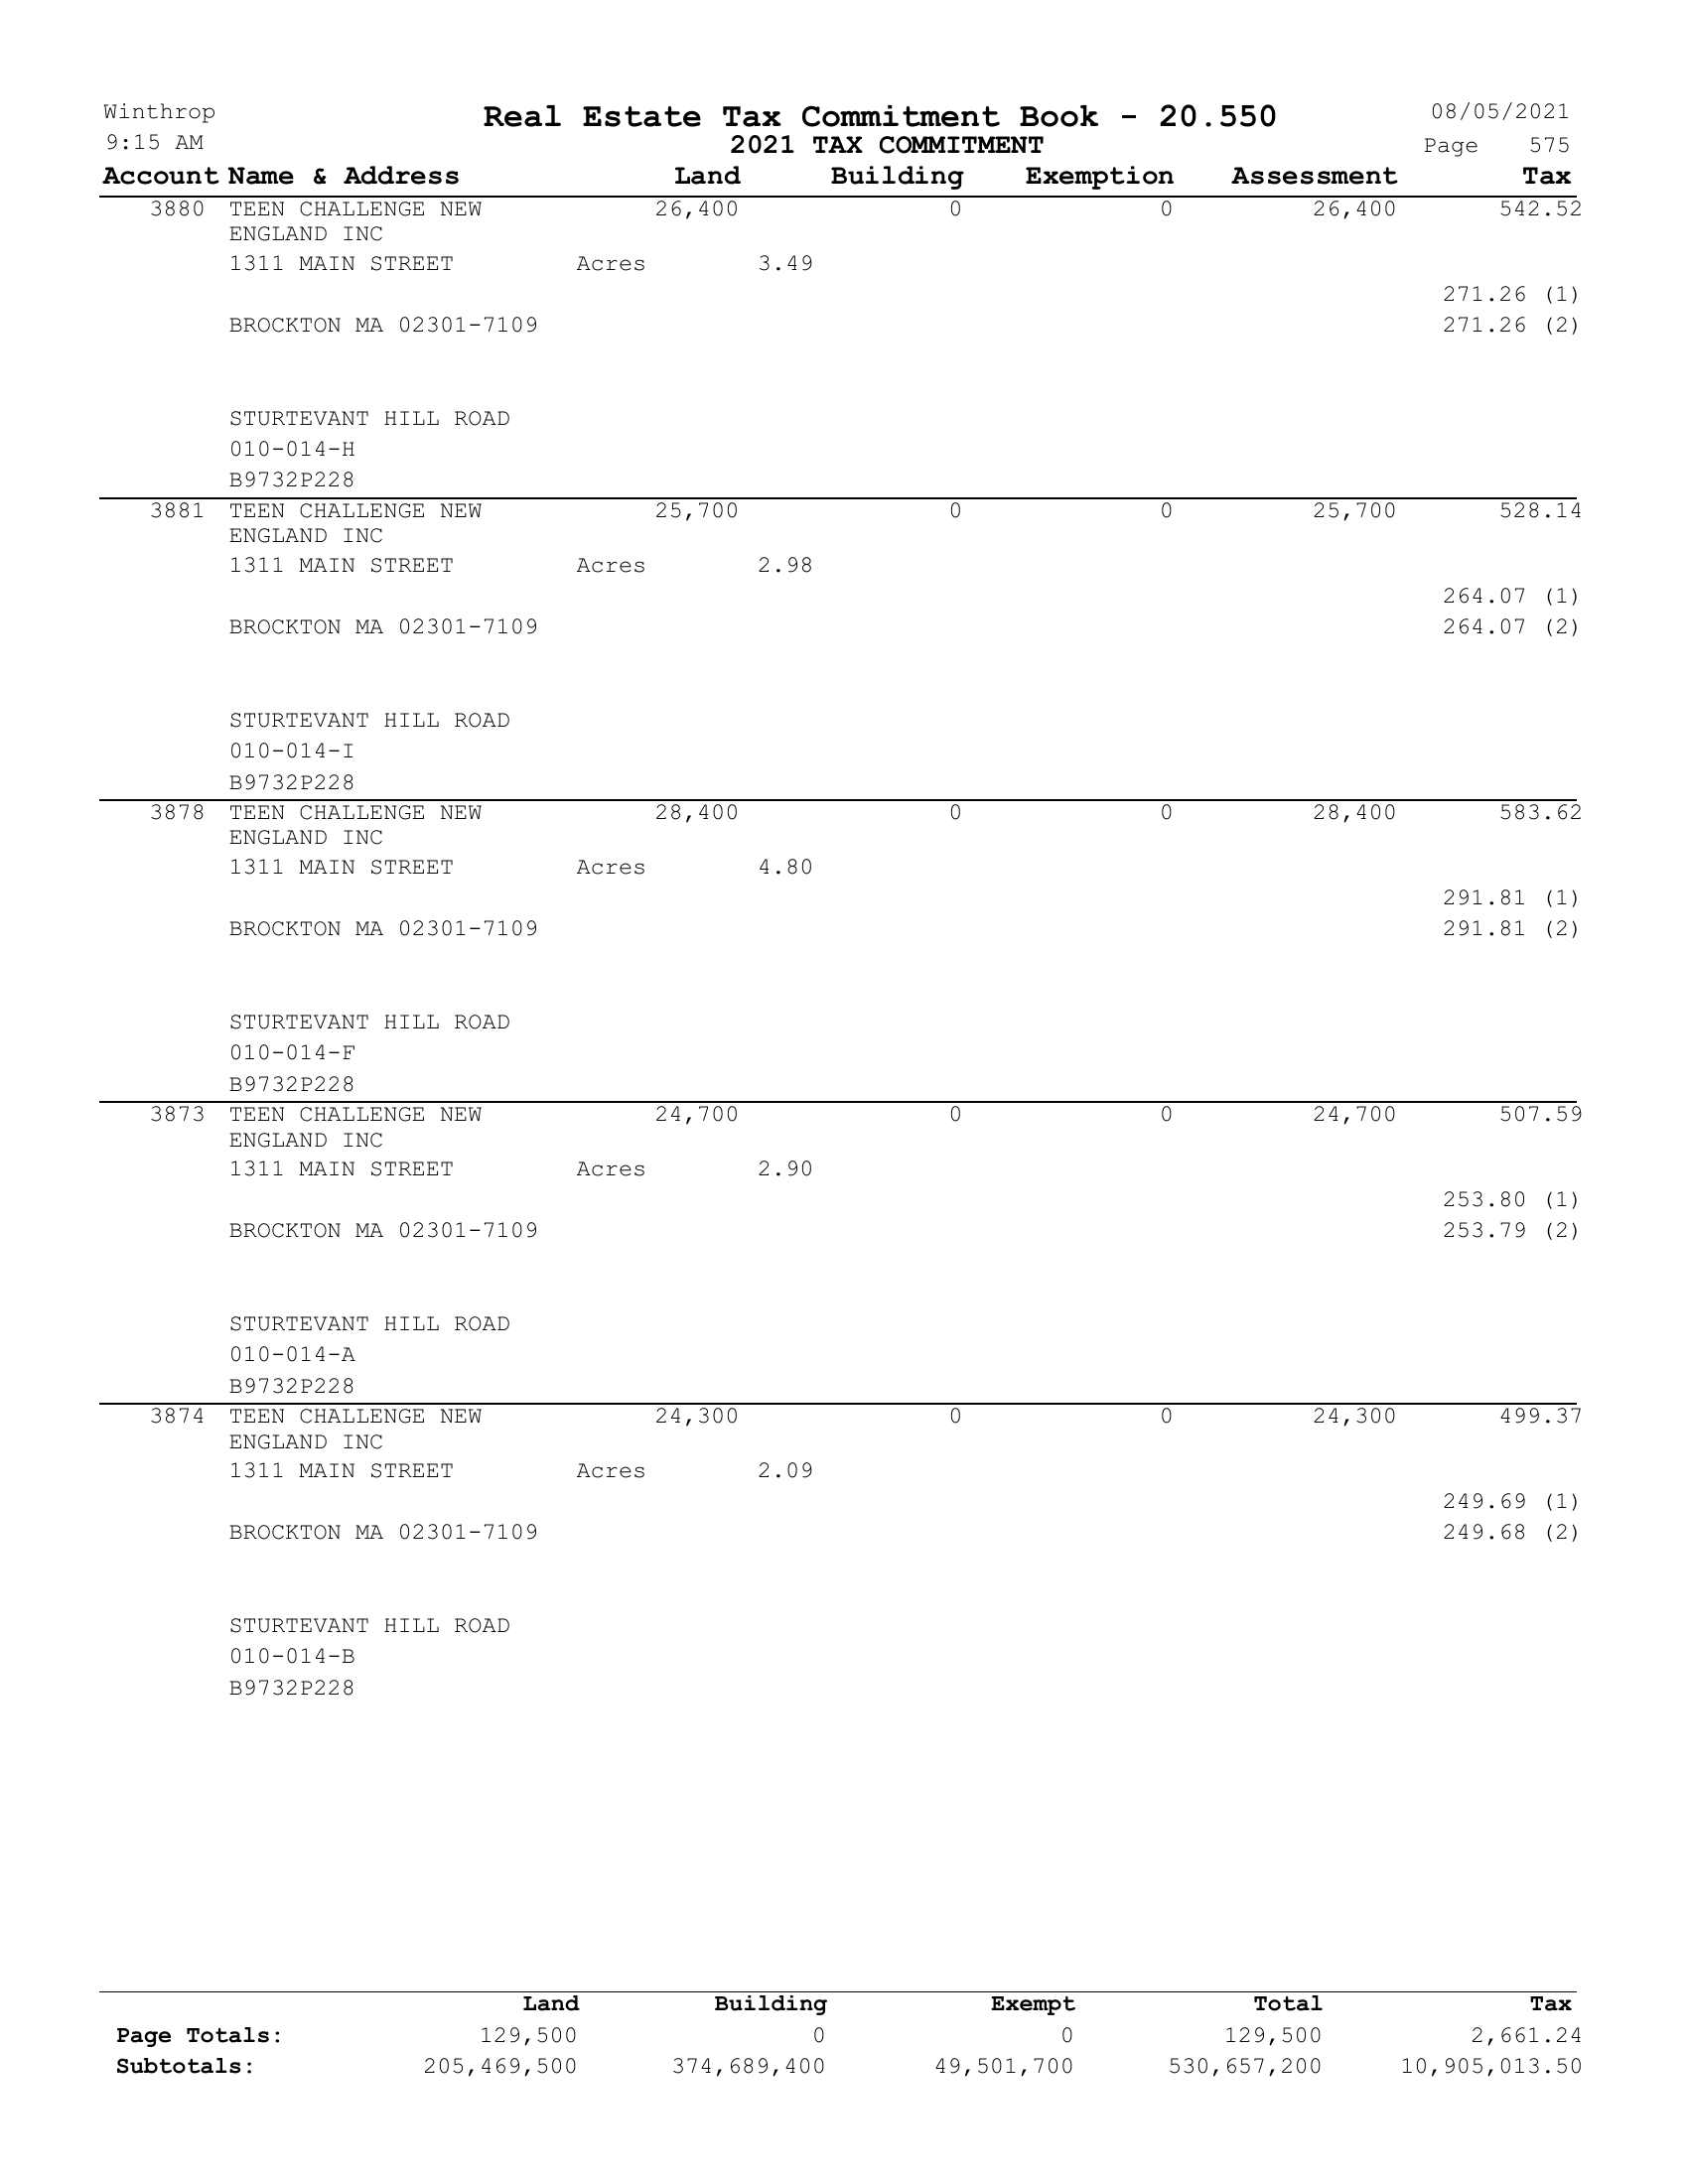 Winthrop Real Estate Tax Commitment Book - 20.550 08/05/2021
9:15 AM 2021 TAX COMMITMENT Page 575
Account Name & Address Land Building Exemption Assessment Tax
3880 TEEN CHALLENGE NEW 26,400 0 0 26,400 542.52
ENGLAND INC
1311 MAIN STREET Acres 3.49
271.26 (1)
BROCKTON MA 02301-7109 271.26 (2)
STURTEVANT HILL ROAD
010-014-H
B9732P228
3881 TEEN CHALLENGE NEW 25,700 0 0 25,700 528.14
ENGLAND INC
1311 MAIN STREET Acres 2.98
264.07 (1)
BROCKTON MA 02301-7109 264.07 (2)
STURTEVANT HILL ROAD
010-014-I
B9732P228
3878 TEEN CHALLENGE NEW 28,400 0 0 28,400 583.62
ENGLAND INC
1311 MAIN STREET Acres 4.80
291.81 (1)
BROCKTON MA 02301-7109 291.81 (2)
STURTEVANT HILL ROAD
010-014-F
B9732P228
3873 TEEN CHALLENGE NEW 24,700 0 0 24,700 507.59
ENGLAND INC
1311 MAIN STREET Acres 2.90
253.80 (1)
BROCKTON MA 02301-7109 253.79 (2)
STURTEVANT HILL ROAD
010-014-A
B9732P228
3874 TEEN CHALLENGE NEW 24,300 0 0 24,300 499.37
ENGLAND INC
1311 MAIN STREET Acres 2.09
249.69 (1)
BROCKTON MA 02301-7109 249.68 (2)
STURTEVANT HILL ROAD
010-014-B
B9732P228
Land Building Exempt Total Tax
Page Totals: 129,500 0 0 129,500 2,661.24
Subtotals: 205,469,500 374,689,400 49,501,700 530,657,200 10,905,013.50